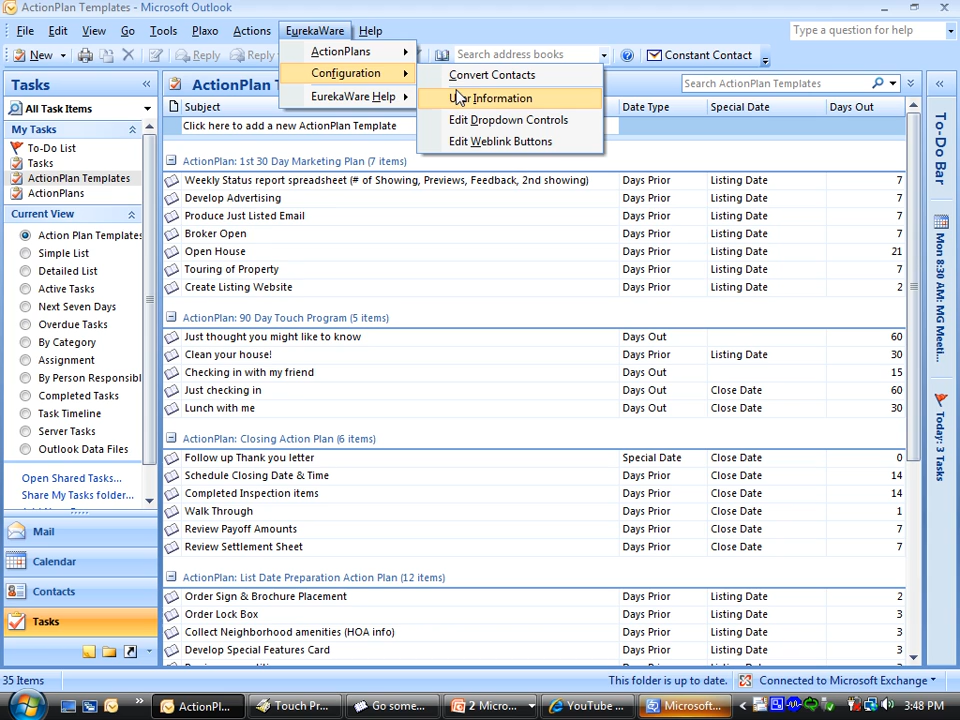 ActionPlan Templates - Microsoft Outlook
File Edit View Go Tools Plaxo Actions EurekaWare Help
Type a question for help
New Reply Reply Search address books Constant Contact
ActionPlans
Configuration
EurekaWare Help
Convert Contacts
User Information
Edit Dropdown Controls
Edit Weblink Buttons
Tasks
All Task Items
My Tasks
To-Do List
Tasks
ActionPlan Templates
ActionPlans
Current View
Action Plan Templates
Simple List
Detailed List
Active Tasks
Next Seven Days
Overdue Tasks
By Category
Assignment
By Person Responsibl
Completed Tasks
Task Timeline
Server Tasks
Outlook Data Files
Open Shared Tasks...
Share My Tasks folder...
Mail
Calendar
Contacts
Tasks
ActionPlan T
Search ActionPlan Templates
Subject Date Type Special Date Days Out
Click here to add a new ActionPlan Template
ActionPlan: 1st 30 Day Marketing Plan (7 items)
Weekly Status report spreadsheet (# of Showing, Previews, Feedback, 2nd showing) Days Prior Listing Date 7
Develop Advertising Days Prior Listing Date 7
Produce Just Listed Email Days Prior Listing Date 7
Broker Open Days Prior Listing Date 7
Open House Days Prior Listing Date 21
Touring of Property Days Prior Listing Date 7
Create Listing Website Days Prior Listing Date 2
ActionPlan: 90 Day Touch Program (5 items)
Just thought you might like to know Days Out 60
Clean your house! Days Out Listing Date 30
Checking in with my friend Days Out 15
Just checking in Days Out Close Date 60
Lunch with me Days Out Close Date 30
ActionPlan: Closing Action Plan (6 items)
Follow up Thank you letter Special Date Close Date 0
Schedule Closing Date & Time Days Prior Close Date 14
Completed Inspection items Days Prior Close Date 14
Walk Through Days Prior Close Date 1
Review Payoff Amounts Days Prior Close Date 7
Review Settlement Sheet Days Prior Close Date 7
ActionPlan: List Date Preparation Action Plan (12 items)
Order Sign & Brochure Placement Days Prior Listing Date 2
Order Lock Box Days Prior Listing Date 3
Collect Neighborhood amenities (HOA info) Days Prior Listing Date 3
Develop Special Features Card Days Prior Listing Date 3
To-Do Bar
Mon 8:30 AM: MG Meeti...
Today: 3 Tasks
35 Items This folder is up to date. Connected to Microsoft Exchange
ActionPl... Touch Pr... Go some... 2 Micro... YouTube ... Microsoft... 3:48 PM